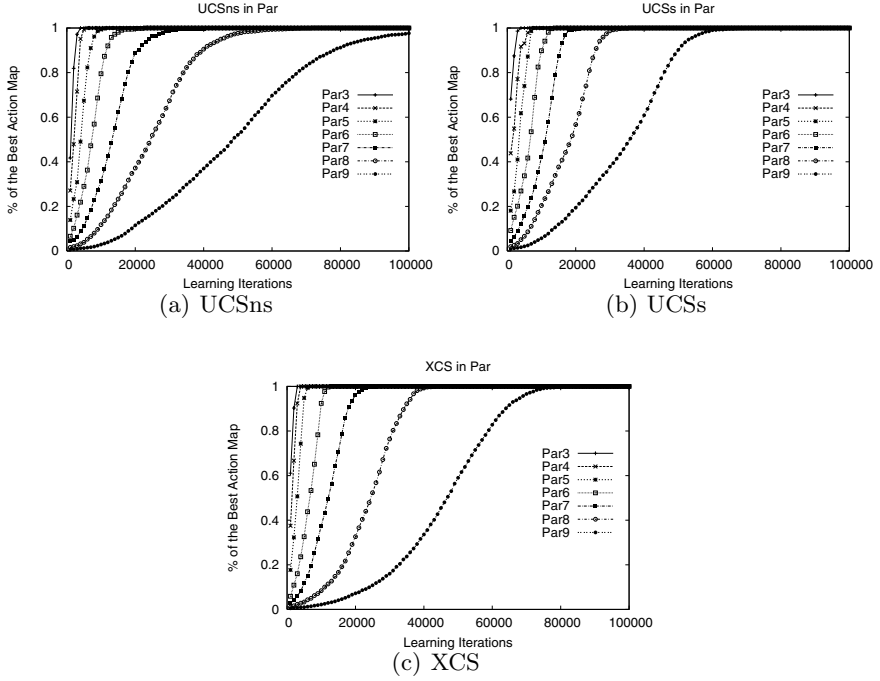 UCSns in Par
1
0.8
0.6
0.4
0.2
0
% of the Best Action Map
Par3
Par4
Par5
Par6
Par7
Par8
Par9
0 20000 40000 60000 80000 100000
Learning Iterations
(a) UCSns
UCSs in Par
1
0.8
0.6
0.4
0.2
0
% of the Best Action Map
Par3
Par4
Par5
Par6
Par7
Par8
Par9
0 20000 40000 60000 80000 100000
Learning Iterations
(b) UCSs
XCS in Par
1
0.8
0.6
0.4
0.2
0
% of the Best Action Map
Par3
Par4
Par5
Par6
Par7
Par8
Par9
0 20000 40000 60000 80000 100000
Learning Iterations
(c) XCS